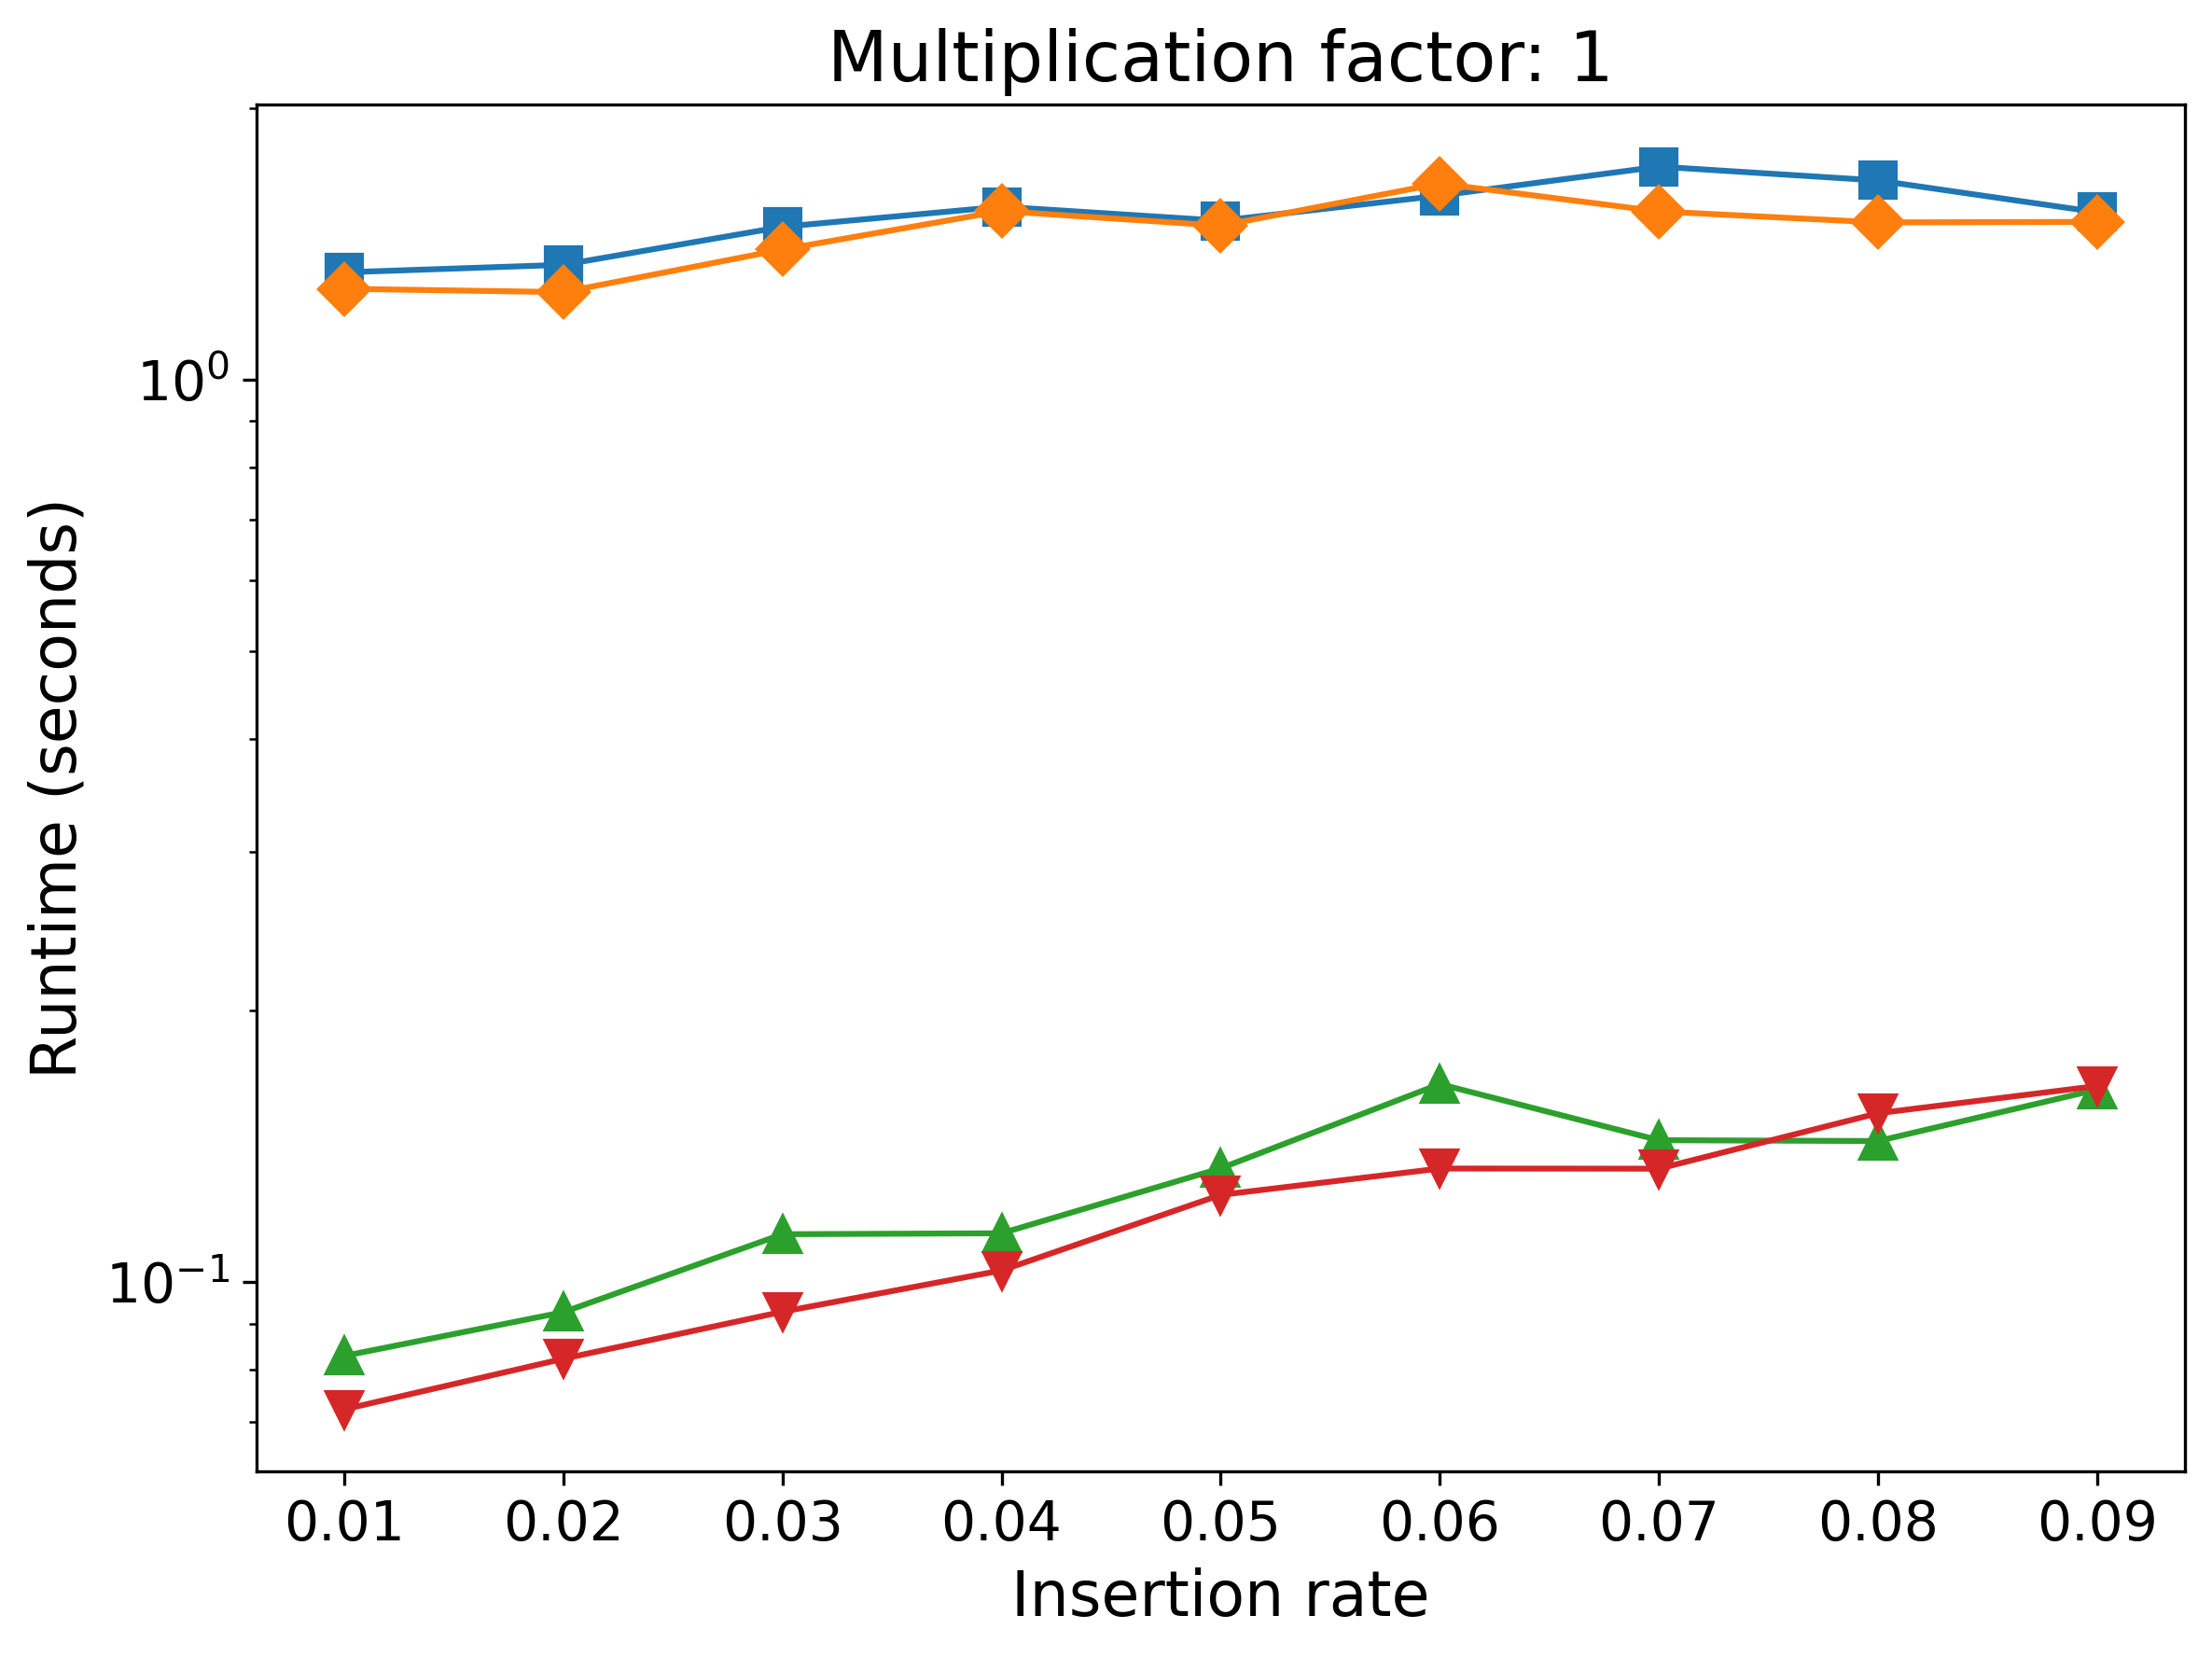 Multiplication factor: 1
Runtime (seconds)
10⁰
10⁻¹
0.01 0.02 0.03 0.04 0.05 0.06 0.07 0.08 0.09
Insertion rate